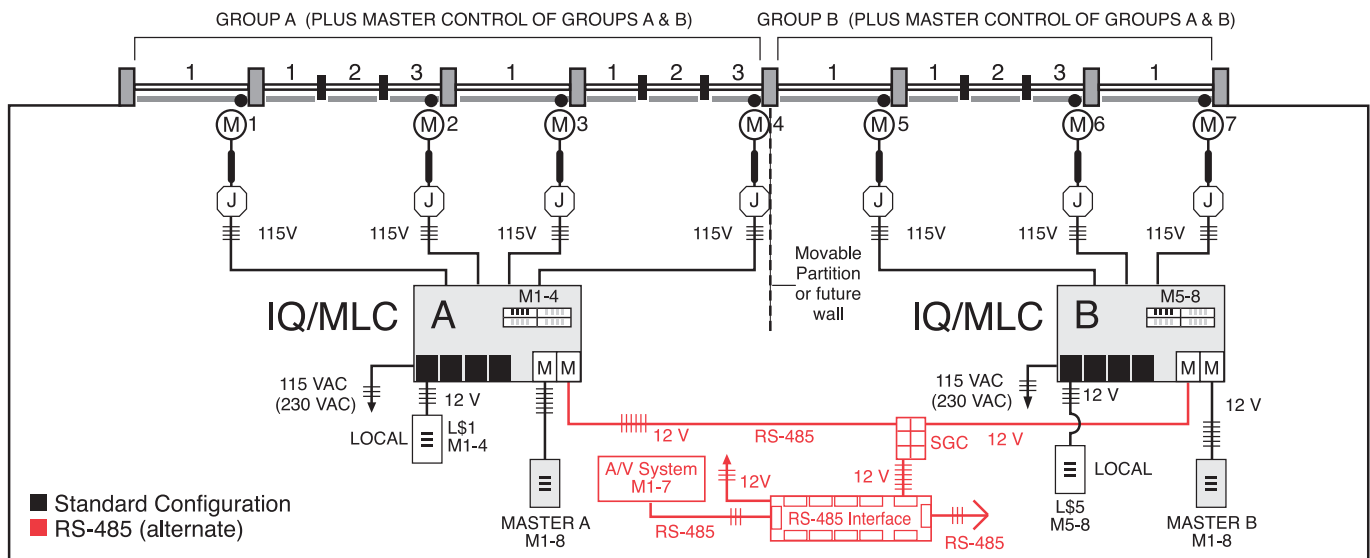 GROUP A (PLUS MASTER CONTROL OF GROUPS A & B) GROUP B (PLUS MASTER CONTROL OF GROUPS A & B)
1 1 2 3 1 1 2 3 1 1 2 3 1
M 1 M 2 M 3 M 4 M 5 M 6 M 7
J J J J J J J
115V 115V 115V 115V 115V 115V 115V
Movable
Partition
or future
wall
IQ/MLC A M1-4
M M
115 VAC
(230 VAC)
12 V
LOCAL
L$1
M1-4
MASTER A
M1-8
IQ/MLC B M5-8
M M
115 VAC
(230 VAC)
12 V
12 V
LOCAL
L$5
M5-8
MASTER B
M1-8
12 V RS-485 SGC 12 V
A/V System
M1-7
12V
12 V
RS-485
RS-485 Interface
RS-485
Standard Configuration
RS-485 (alternate)